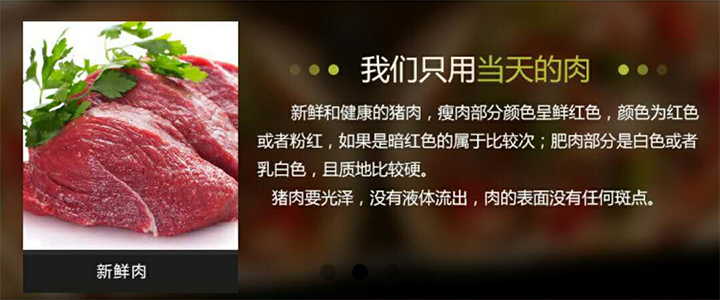 我们只用当天的肉
新鲜和健康的猪肉，瘦肉部分颜色呈鲜红色，颜色为红色
或者粉红，如果是暗红色的属于比较次；肥肉部分是白色或者
乳白色，且质地比较硬。
猪肉要光泽，没有液体流出，肉的表面没有任何斑点。
新鲜肉